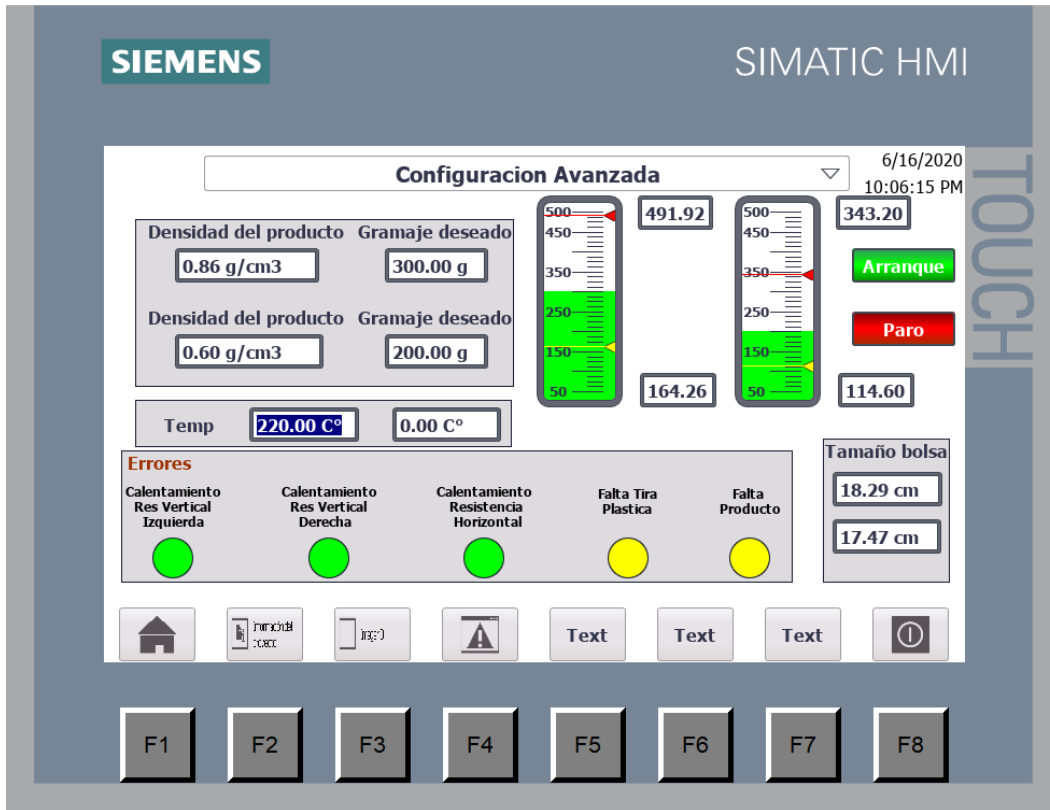 SIEMENS
SIMATIC HMI
TOUCH
Configuracion Avanzada
6/16/2020
10:06:15 PM
Densidad del producto Gramaje deseado
0.86 g/cm3 300.00 g
Densidad del producto Gramaje deseado
0.60 g/cm3 200.00 g
Temp 220.00 Cº 0.00 Cº
500
450
350
250
150
50
491.92
164.26
500
450
350
250
150
50
343.20
114.60
Arranque
Paro
Errores
Calentamiento
Res Vertical
Izquierda
Calentamiento
Res Vertical
Derecha
Calentamiento
Resistencia
Horizontal
Falta Tira
Plastica
Falta
Producto
Tamaño bolsa
18.29 cm
17.47 cm
Text Text Text
F1 F2 F3 F4 F5 F6 F7 F8